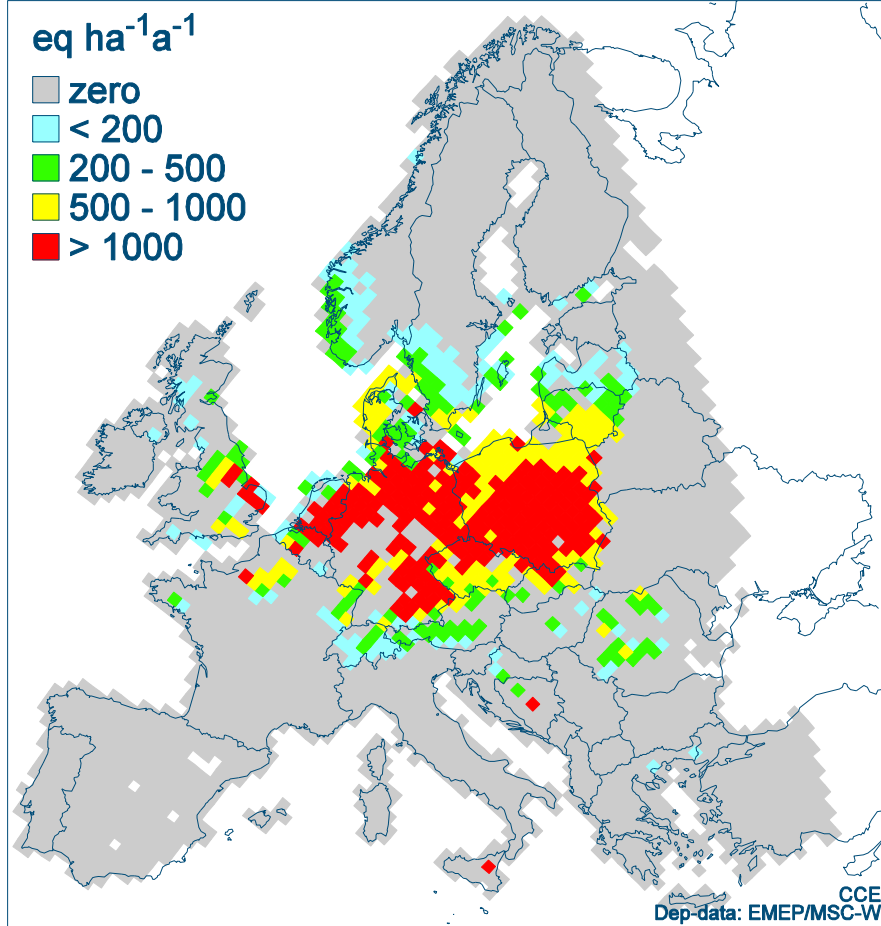 eq ha⁻¹a⁻¹
zero
< 200
200 - 500
500 - 1000
> 1000
CCE
Dep-data: EMEP/MSC-W